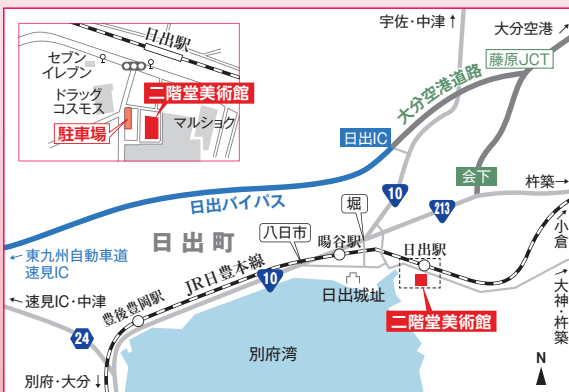 日出駅
セブン
イレブン
ドラッグ
コスモス
二階堂美術館
駐車場
マルショク
宇佐・中津↑
大分空港↗
藤原JCT
大分空港道路
日出IC
会下
杵築→
日出バイパス
10
213
堀
←東九州自動車道
速見IC
日出町
八日市
暘谷駅
日出駅
↑小倉
JR日豊本線
10
日出城址
←速見IC・中津
豊後豊岡駅
二階堂美術館
↓大神・杵築
24
別府湾
別府・大分↓
N